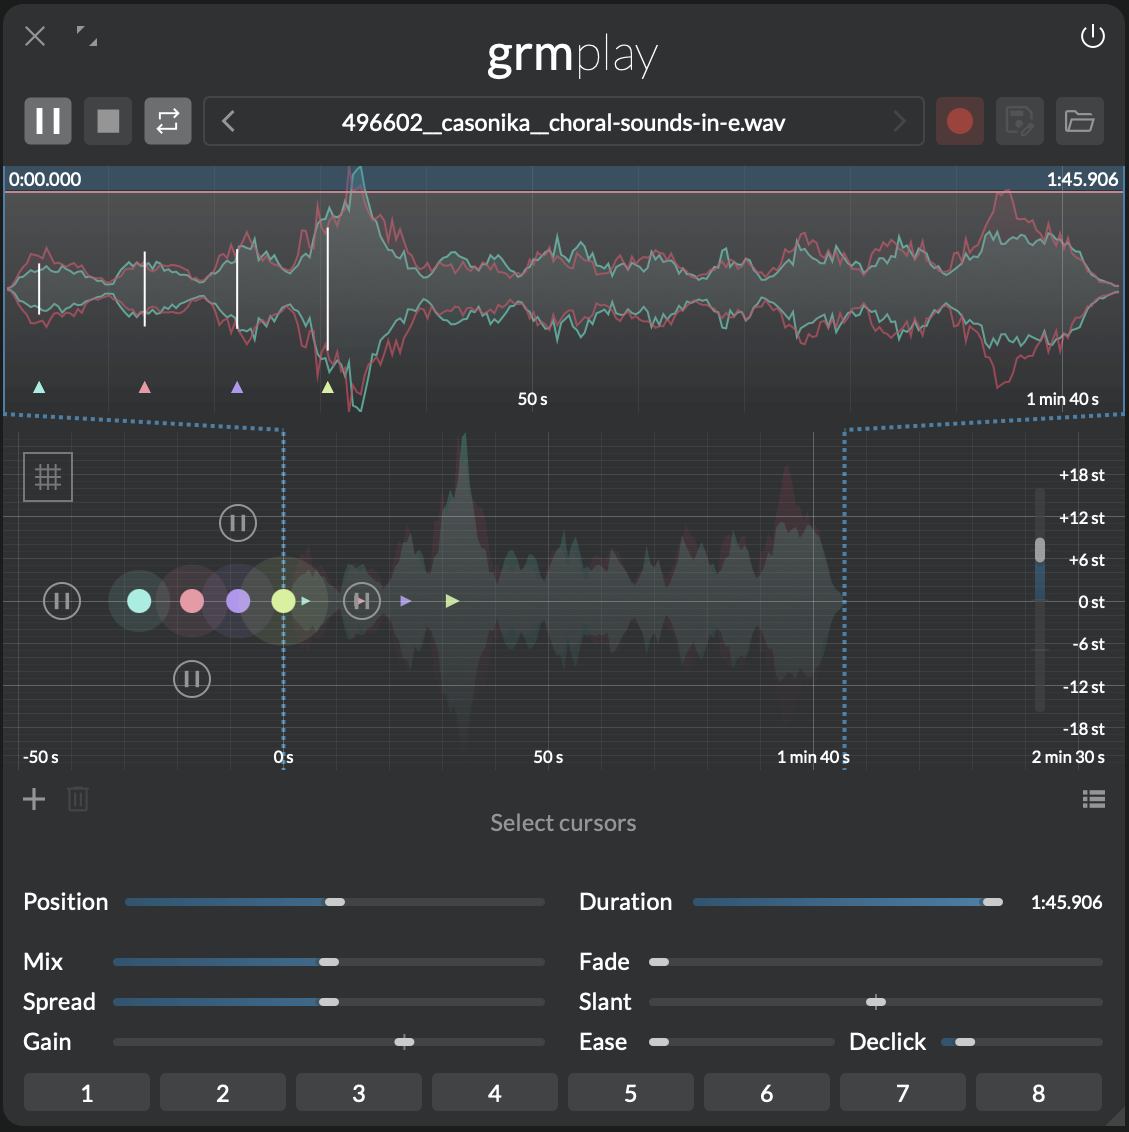 grmplay
496602__casonika__choral-sounds-in-e.wav
0:00.000
1:45.906
50 s
1 min 40 s
+18 st
+12 st
+6 st
0 st
-6 st
-12 st
-18 st
-50 s
0 s
50 s
1 min 40 s
2 min 30 s
Select cursors
Position
Duration
1:45.906
Mix
Fade
Spread
Slant
Gain
Ease
Declick
1
2
3
4
5
6
7
8